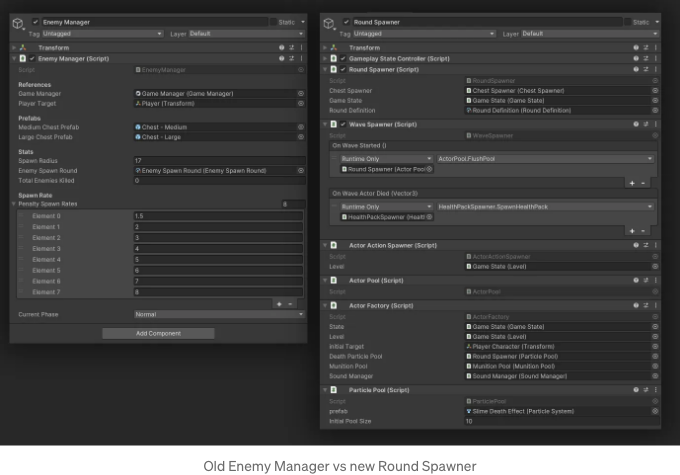 Enemy Manager
Static
Tag Untagged Layer Default
Transform
Enemy Manager (Script)
Script EnemyManager
References
Game Manager Game Manager (Game Manager)
Player Target Player (Transform)
Prefabs
Medium Chest Prefab Chest - Medium
Large Chest Prefab Chest - Large
Stats
Spawn Radius 17
Enemy Spawn Round Enemy Spawn Round (Enemy Spawn Round)
Total Enemies Killed 0
Spawn Rate
Penalty Spawn Rates 8
Element 0 1.5
Element 1 2
Element 2 3
Element 3 4
Element 4 5
Element 5 6
Element 6 7
Element 7 8
+ -
Current Phase Normal
Add Component
Round Spawner
Static
Tag Untagged Layer Default
Transform
Gameplay State Controller (Script)
Round Spawner (Script)
Script RoundSpawner
Chest Spawner Chest Spawner (Chest Spawner)
Game State Game State (Game State)
Round Definition Round Definition (Round Definition)
Wave Spawner (Script)
Script WaveSpawner
On Wave Started ()
Runtime Only ActorPool.FlushPool
Round Spawner (Actor Pool
+ -
On Wave Actor Died (Vector3)
Runtime Only HealthPackSpawner.SpawnHealthPack
HealthPackSpawner (Healt
+ -
Actor Action Spawner (Script)
Script ActorActionSpawner
Level Game State (Level)
Actor Pool (Script)
Script ActorPool
Actor Factory (Script)
Script ActorFactory
State Game State (Game State)
Level Game State (Level)
Initial Target Player Character (Transform)
Death Particle Pool Round Spawner (Particle Pool)
Munition Pool Munition Pool (Munition Pool)
Sound Manager Sound Manager (Sound Manager)
Particle Pool (Script)
Script ParticlePool
prefab Slime Death Effect (Particle System)
Initial Pool Size 10
Old Enemy Manager vs new Round Spawner